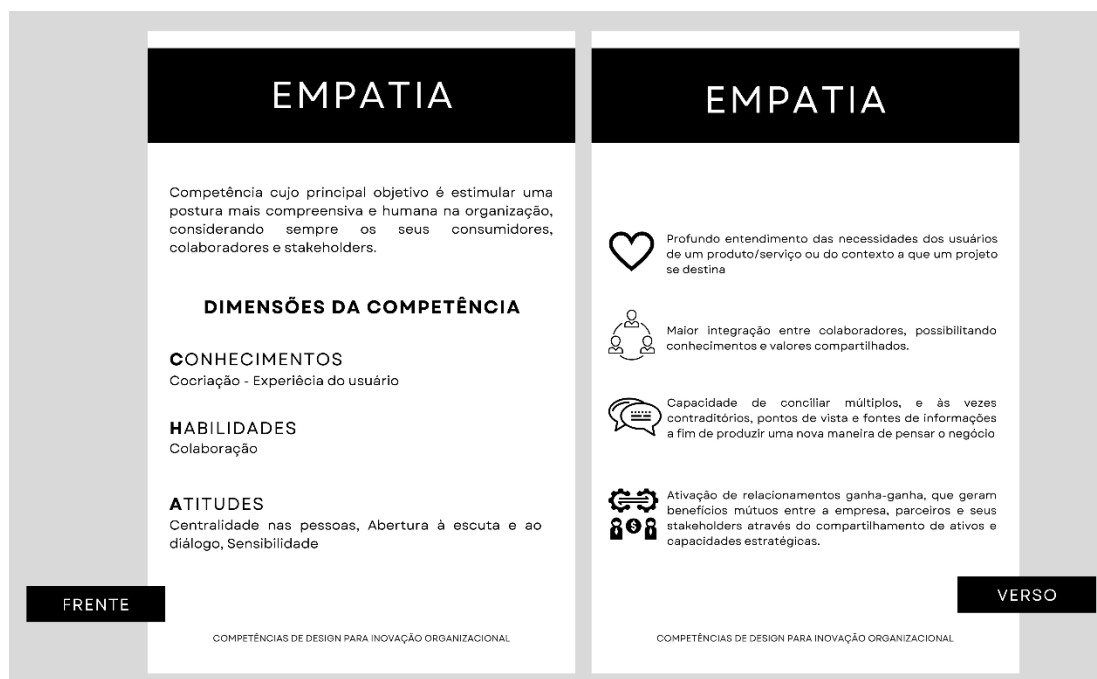 EMPATIA
Competência cujo principal objetivo é estimular uma
postura mais compreensiva e humana na organização,
considerando sempre os seus consumidores,
colaboradores e stakeholders.
DIMENSÕES DA COMPETÊNCIA
CONHECIMENTOS
Cocriação - Experiêcia do usuário
HABILIDADES
Colaboração
ATITUDES
Centralidade nas pessoas, Abertura à escuta e ao
diálogo, Sensibilidade
FRENTE
COMPETÊNCIAS DE DESIGN PARA INOVAÇÃO ORGANIZACIONAL
EMPATIA
Profundo entendimento das necessidades dos usuários
de um produto/serviço ou do contexto a que um projeto
se destina
Maior integração entre colaboradores, possibilitando
conhecimentos e valores compartilhados.
Capacidade de conciliar múltiplos, e às vezes
contraditórios, pontos de vista e fontes de informações
a fim de produzir uma nova maneira de pensar o negócio
Ativação de relacionamentos ganha-ganha, que geram
benefícios mútuos entre a empresa, parceiros e seus
stakeholders através do compartilhamento de ativos e
capacidades estratégicas.
VERSO
COMPETÊNCIAS DE DESIGN PARA INOVAÇÃO ORGANIZACIONAL